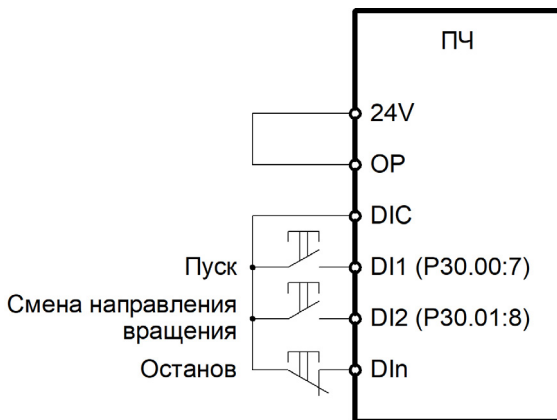 ПЧ
24V
OP
DIC
Пуск
DI1 (P30.00:7)
Смена направления
вращения
DI2 (P30.01:8)
Останов
DIn